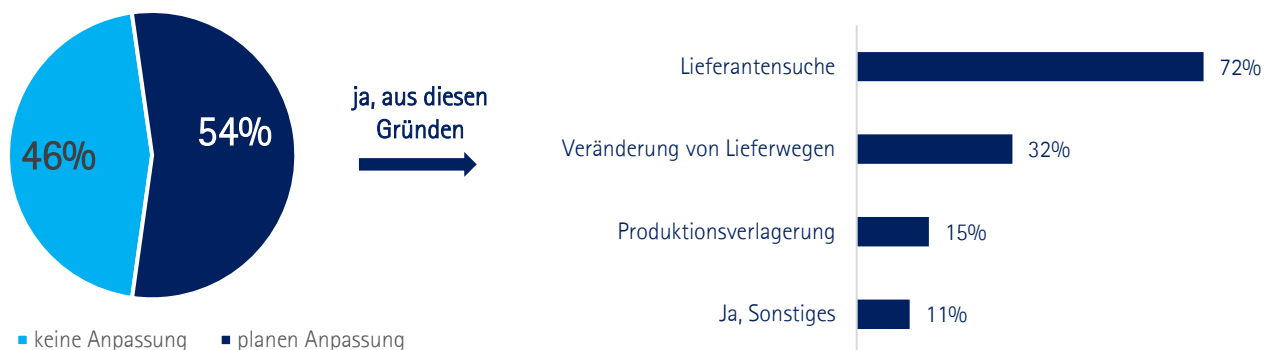 46%
54%
keine Anpassung
planen Anpassung
ja, aus diesen
Gründen
Lieferantensuche 72%
Veränderung von Lieferwegen 32%
Produktionsverlagerung 15%
Ja, Sonstiges 11%